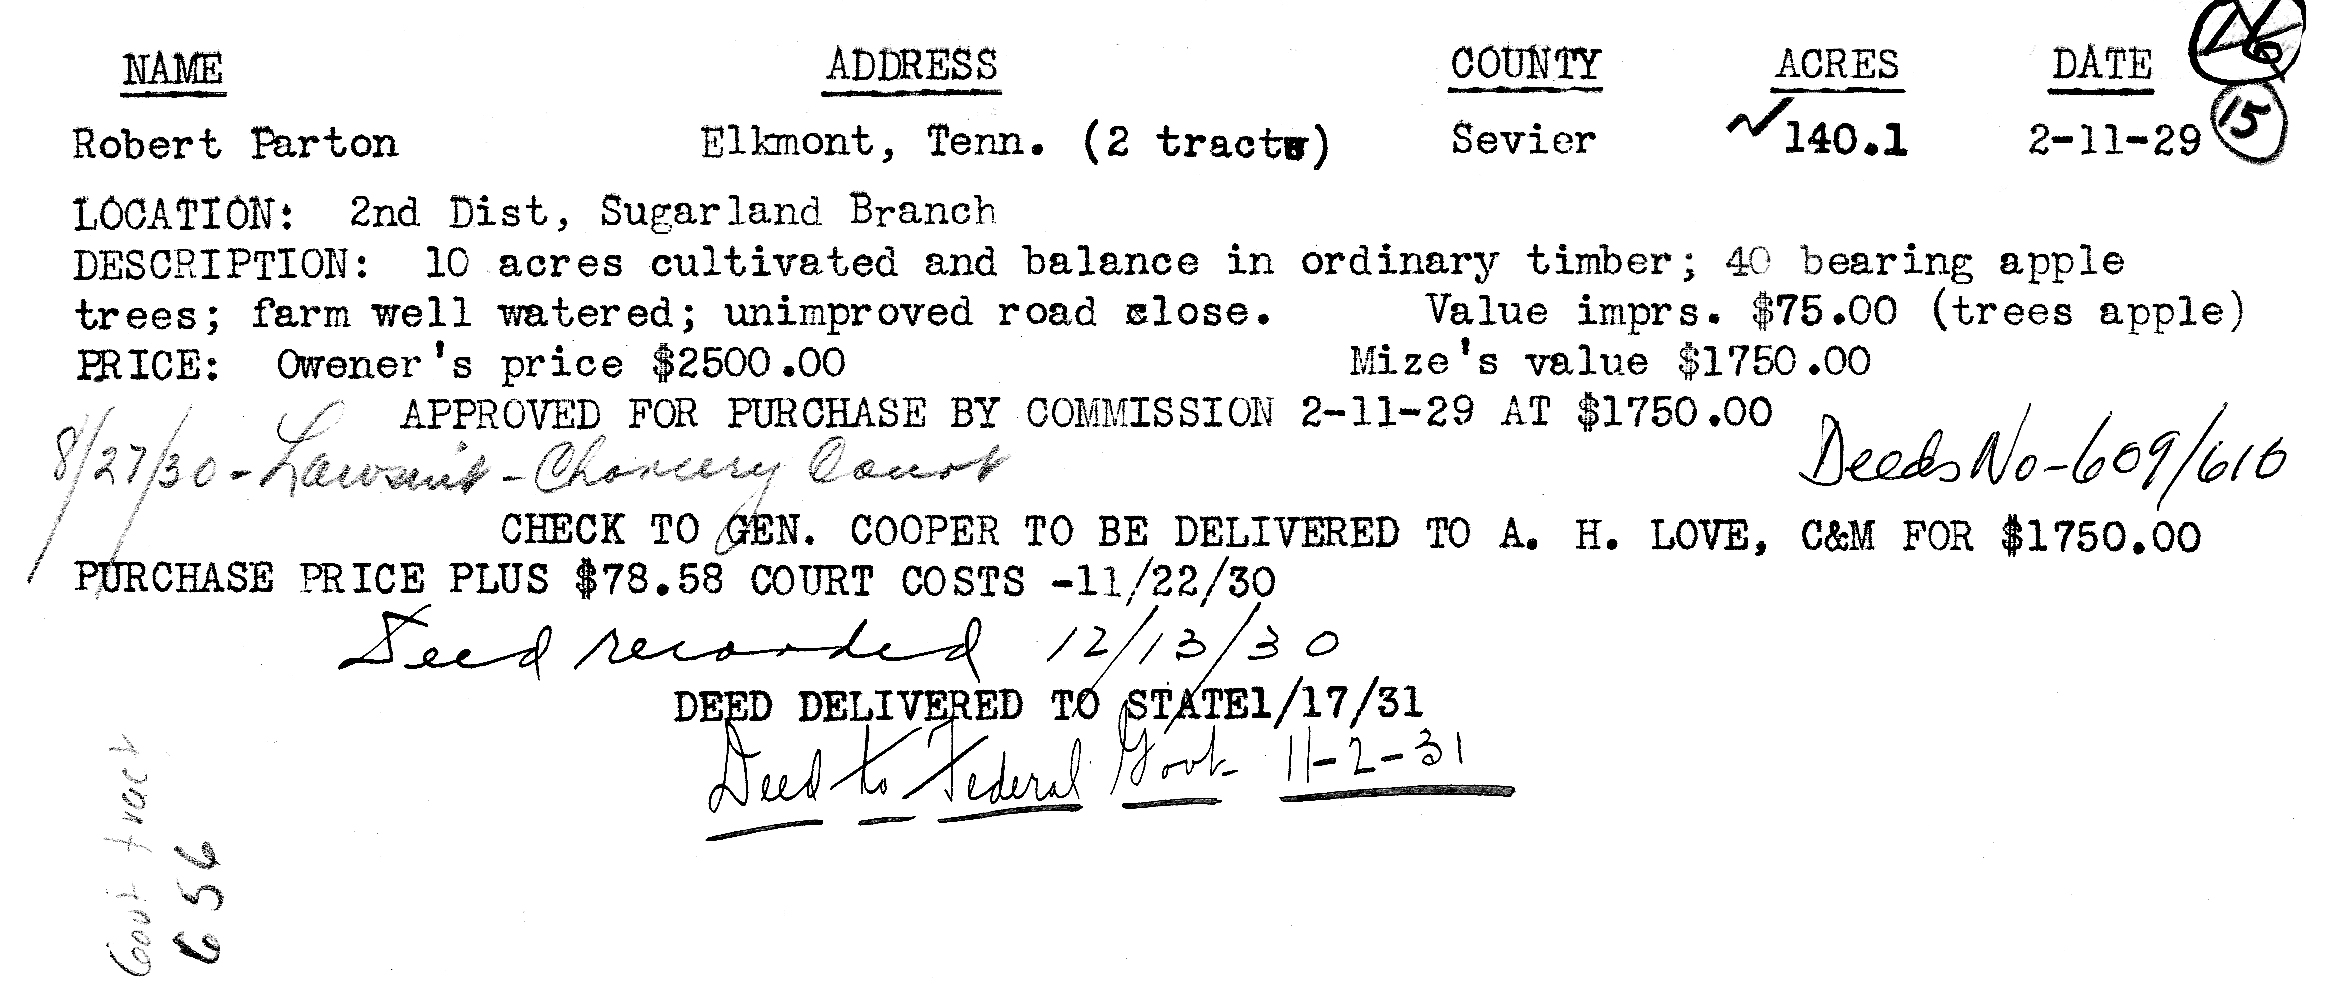 NAME ADDRESS COUNTY ACRES DATE 16
Robert Parton Elkmont, Tenn. (2 tracts) Sevier ✓140.1 2-11-29 15
LOCATION: 2nd Dist, Sugarland Branch
DESCRIPTION: 10 acres cultivated and balance in ordinary timber; 40 bearing apple
trees; farm well watered; unimproved road close. Value imprs. $75.00 (trees apple)
PRICE: Owener's price $2500.00 Mize's value $1750.00
APPROVED FOR PURCHASE BY COMMISSION 2-11-29 AT $1750.00
8/27/30 - Lawsuit - Chancery Court Deeds No-609/610
CHECK TO GEN. COOPER TO BE DELIVERED TO A. H. LOVE, C&M FOR $1750.00
PURCHASE PRICE PLUS $78.58 COURT COSTS -11/22/30
Deed recorded 12/13/30
DEED DELIVERED TO STATE1/17/31
Deed to Federal Govt 11-2-31
Govt tract
656